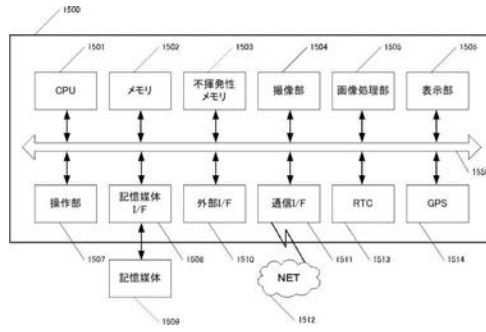 1500
1501
1502
1503
1504
1505
1506
CPU
メモリ
不揮発性
メモリ
撮像部
画像処理部
表示部
操作部
記憶媒体
I/F
外部I/F
通信I/F
RTC
GPS
1507
1508
1510
1511
1513
1514
記憶媒体
NET
1509
1512